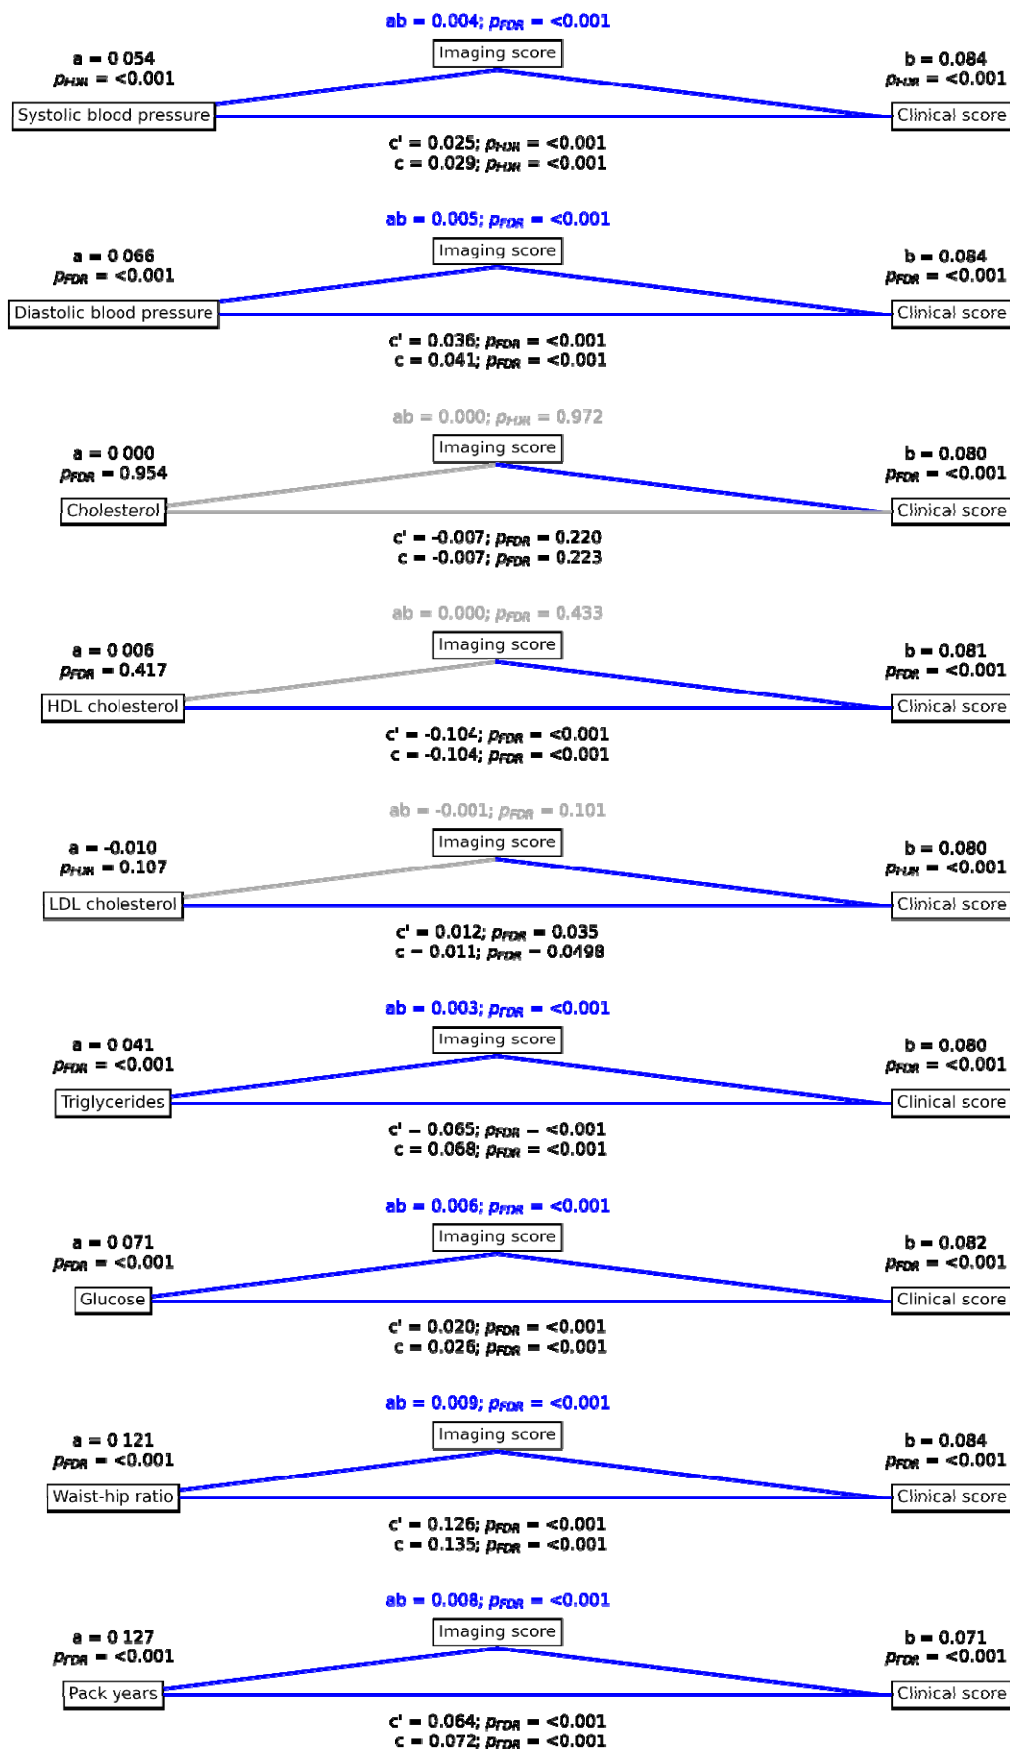 ab = 0.004; pFDR = <0.001
Imaging score
a = 0.054
pFDR = <0.001
b = 0.084
pFDR = <0.001
Systolic blood pressure
Clinical score
c' = 0.025; pFDR = <0.001
c = 0.029; pFDR = <0.001
ab = 0.005; pFDR = <0.001
Imaging score
a = 0.066
pFDR = <0.001
b = 0.084
pFDR = <0.001
Diastolic blood pressure
Clinical score
c' = 0.036; pFDR = <0.001
c = 0.041; pFDR = <0.001
ab = 0.000; pFDR = 0.972
Imaging score
a = 0.000
pFDR = 0.954
b = 0.080
pFDR = <0.001
Cholesterol
Clinical score
c' = -0.007; pFDR = 0.220
c = -0.007; pFDR = 0.223
ab = 0.000; pFDR = 0.433
Imaging score
a = 0.006
pFDR = 0.417
b = 0.081
pFDR = <0.001
HDL cholesterol
Clinical score
c' = -0.104; pFDR = <0.001
c = -0.104; pFDR = <0.001
ab = -0.001; pFDR = 0.101
Imaging score
a = -0.010
pFDR = 0.107
b = 0.080
pFDR = <0.001
LDL cholesterol
Clinical score
c' = 0.012; pFDR = 0.035
c = 0.011; pFDR = 0.0498
ab = 0.003; pFDR = <0.001
Imaging score
a = 0.041
pFDR = <0.001
b = 0.080
pFDR = <0.001
Triglycerides
Clinical score
c' = 0.065; pFDR = <0.001
c = 0.068; pFDR = <0.001
ab = 0.006; pFDR = <0.001
Imaging score
a = 0.071
pFDR = <0.001
b = 0.082
pFDR = <0.001
Glucose
Clinical score
c' = 0.020; pFDR = <0.001
c = 0.026; pFDR = <0.001
ab = 0.009; pFDR = <0.001
Imaging score
a = 0.121
pFDR = <0.001
b = 0.084
pFDR = <0.001
Waist-hip ratio
Clinical score
c' = 0.126; pFDR = <0.001
c = 0.135; pFDR = <0.001
ab = 0.008; pFDR = <0.001
Imaging score
a = 0.127
pFDR = <0.001
b = 0.071
pFDR = <0.001
Pack years
Clinical score
c' = 0.064; pFDR = <0.001
c = 0.072; pFDR = <0.001